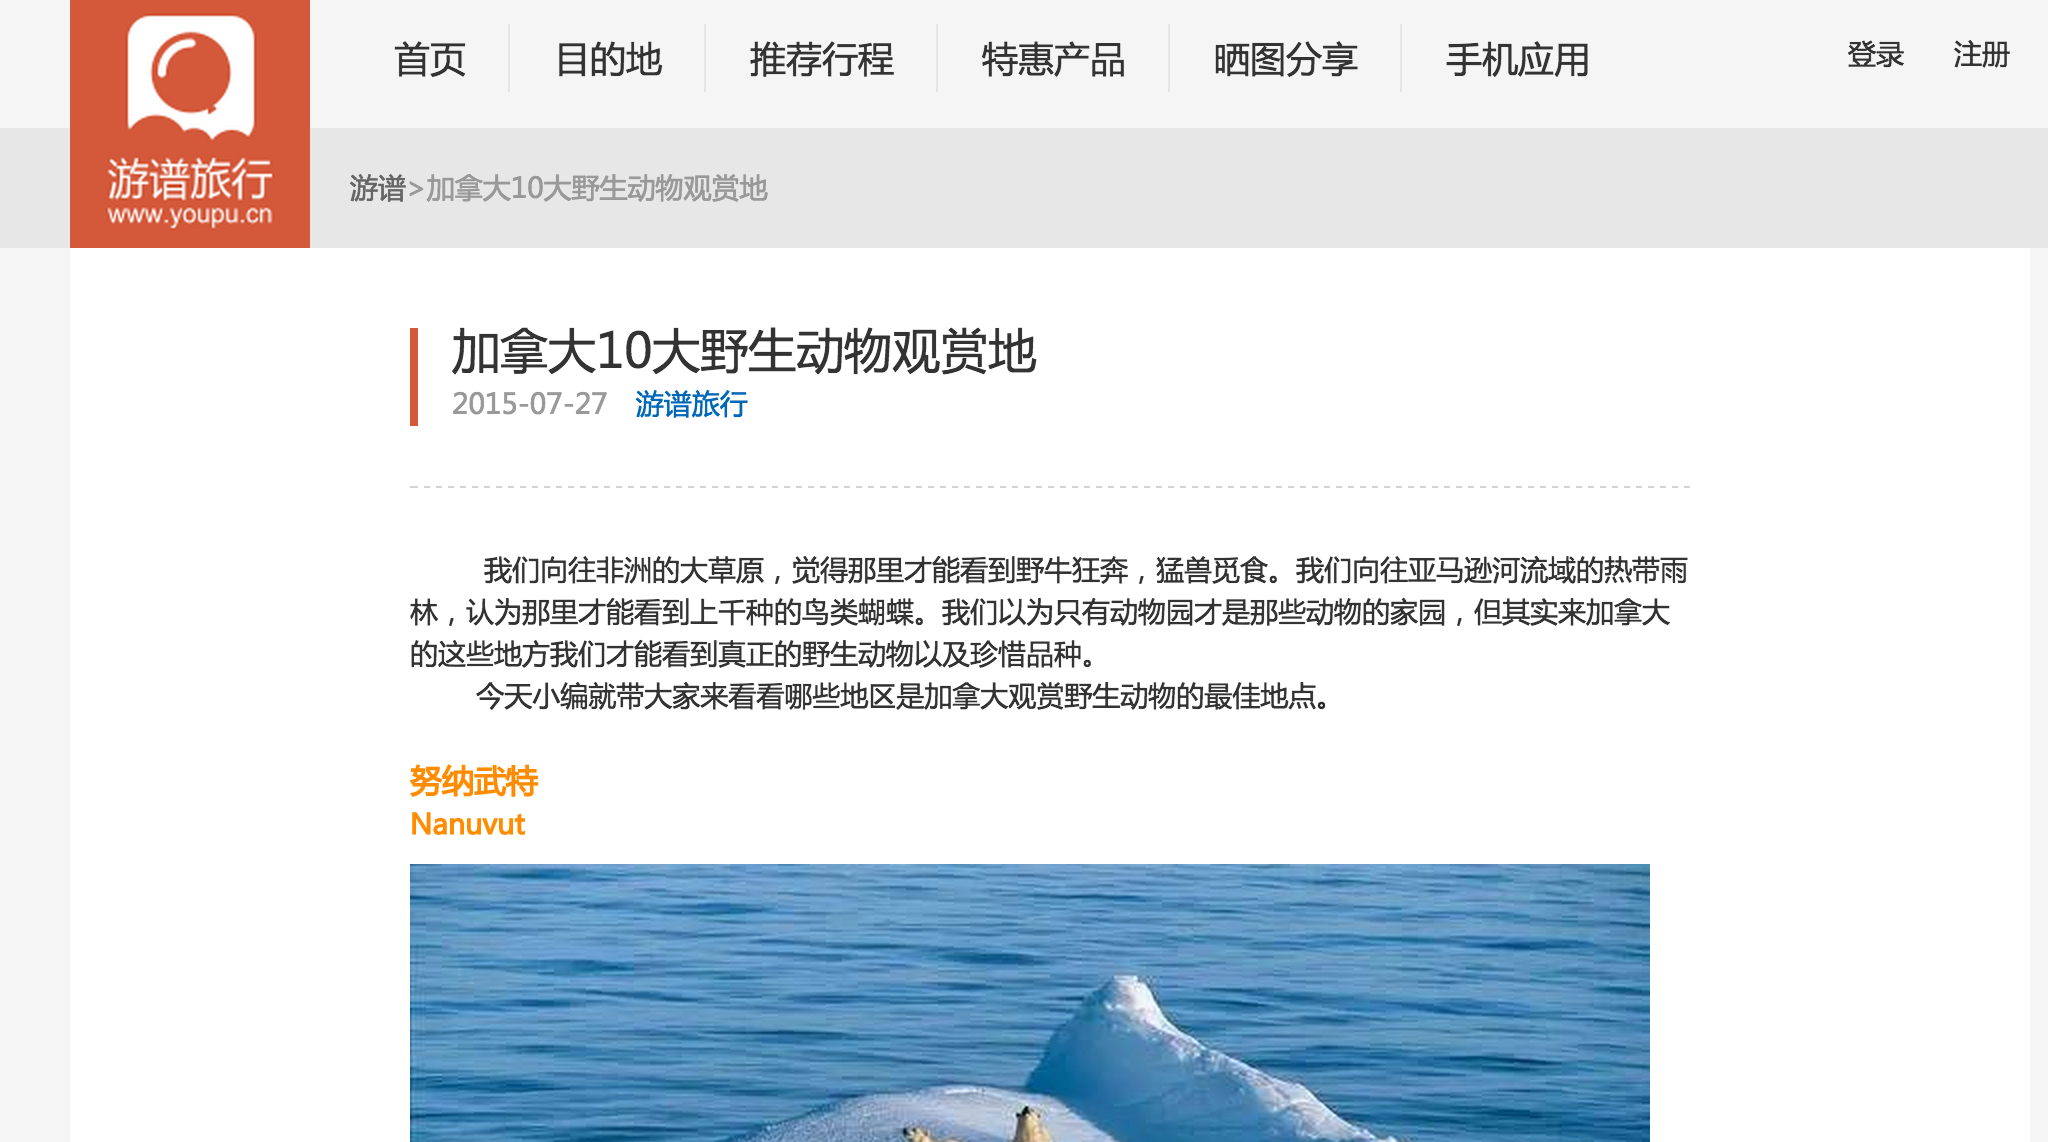 首页
目的地
推荐行程
特惠产品
晒图分享
手机应用
登录
注册
游谱旅行
www.youpu.cn
游谱>加拿大10大野生动物观赏地
加拿大10大野生动物观赏地
2015-07-27 游谱旅行
我们向往非洲的大草原，觉得那里才能看到野牛狂奔，猛兽觅食。我们向往亚马逊河流域的热带雨
林，认为那里才能看到上千种的鸟类蝴蝶。我们以为只有动物园才是那些动物的家园，但其实来加拿大
的这些地方我们才能看到真正的野生动物以及珍惜品种。
今天小编就带大家来看看哪些地区是加拿大观赏野生动物的最佳地点。
努纳武特
Nanuvut